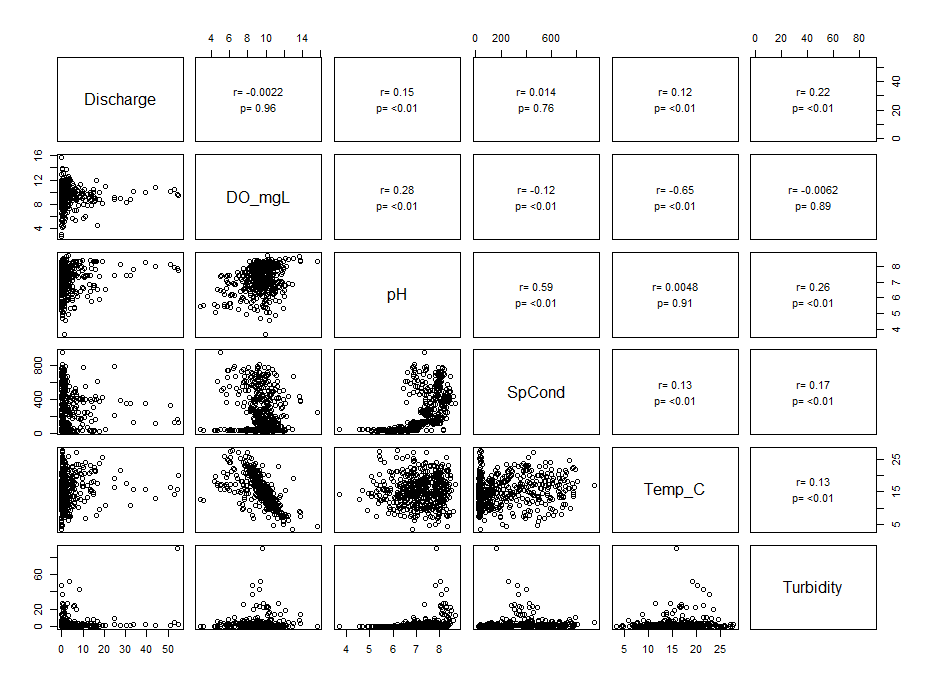 4 6 8 10 14
0 200 600
0 20 40 60 80
Discharge
r= -0.0022
p= 0.96
r= 0.15
p= <0.01
r= 0.014
p= 0.76
r= 0.12
p= <0.01
r= 0.22
p= <0.01
0 20 40
4 8 12 16
DO_mgL
r= 0.28
p= <0.01
r= -0.12
p= <0.01
r= -0.65
p= <0.01
r= -0.0062
p= 0.89
pH
r= 0.59
p= <0.01
r= 0.0048
p= 0.91
r= 0.26
p= <0.01
4 5 6 7 8
0 400 800
SpCond
r= 0.13
p= <0.01
r= 0.17
p= <0.01
Temp_C
r= 0.13
p= <0.01
5 15 25
0 20 60
Turbidity
0 10 20 30 40 50
4 5 6 7 8
5 10 15 20 25